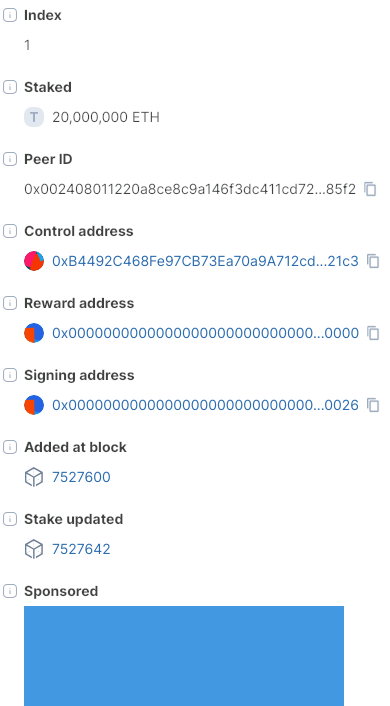 Index
1
Staked
T 20,000,000 ETH
Peer ID
0x002408011220a8ce8c9a146f3dc411cd72...85f2
Control address
0xB4492C468Fe97CB73Ea70a9A712cd...21c3
Reward address
0x0000000000000000000000000000...0000
Signing address
0x0000000000000000000000000000...0026
Added at block
7527600
Stake updated
7527642
Sponsored